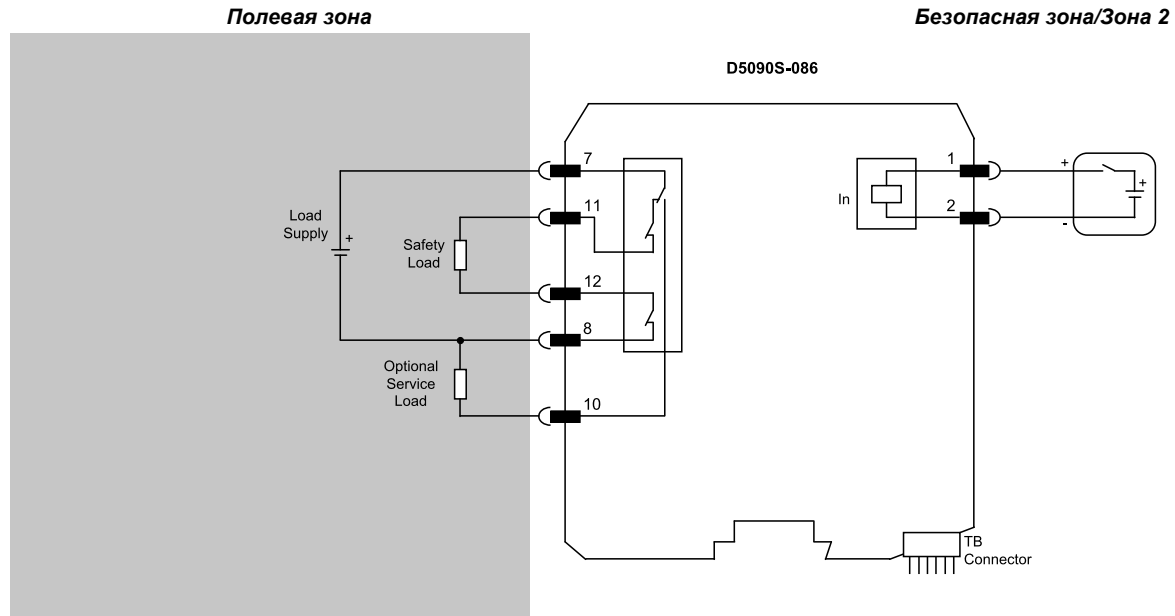 Полевая зона
Безопасная зона/Зона 2
D5090S-086
7
11
12
8
10
Load
Supply
+
Safety
Load
Optional
Service
Load
In
1
2
+
-
+
TB
Connector